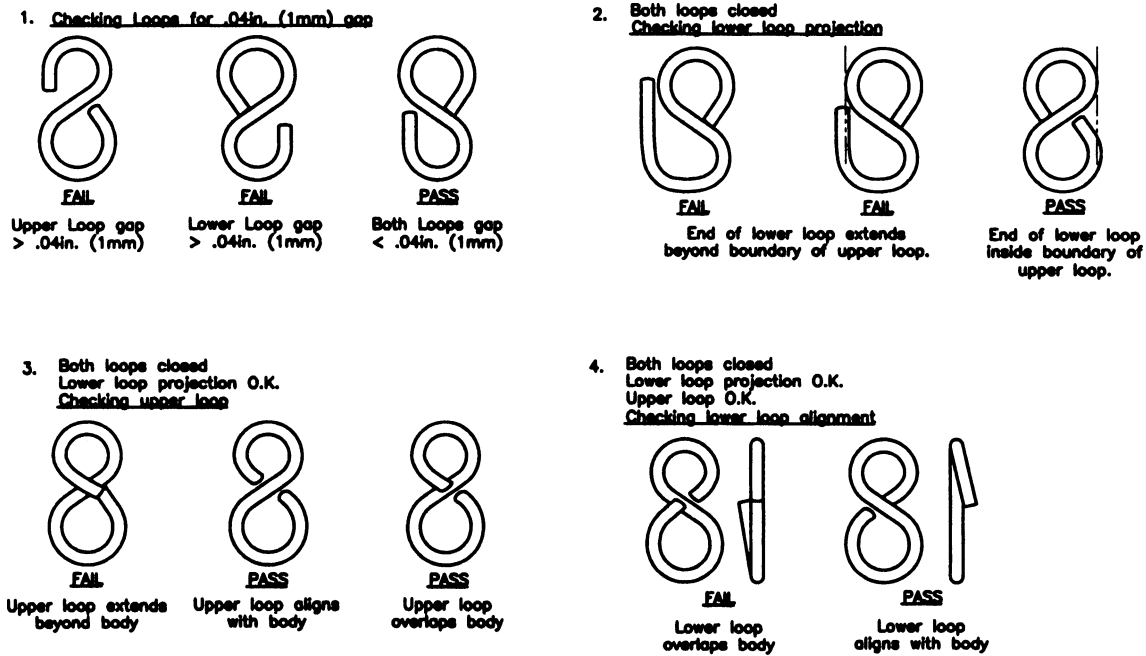 1. Checking Loops for .04in. (1mm) gap
FAIL
Upper Loop gap
> .04in. (1mm)
FAIL
Lower Loop gap
> .04in. (1mm)
PASS
Both Loops gap
< .04in. (1mm)
2. Both loops closed
Checking lower loop projection
FAIL
FAIL
End of lower loop extends
beyond boundary of upper loop.
PASS
End of lower loop
inside boundary of
upper loop.
3. Both loops closed
Lower loop projection O.K.
Checking upper loop
FAIL
Upper loop extends
beyond body
PASS
Upper loop aligns
with body
PASS
Upper loop
overlaps body
4. Both loops closed
Lower loop projection O.K.
Upper loop O.K.
Checking lower loop alignment
FAIL
Lower loop
overlaps body
PASS
Lower loop
aligns with body